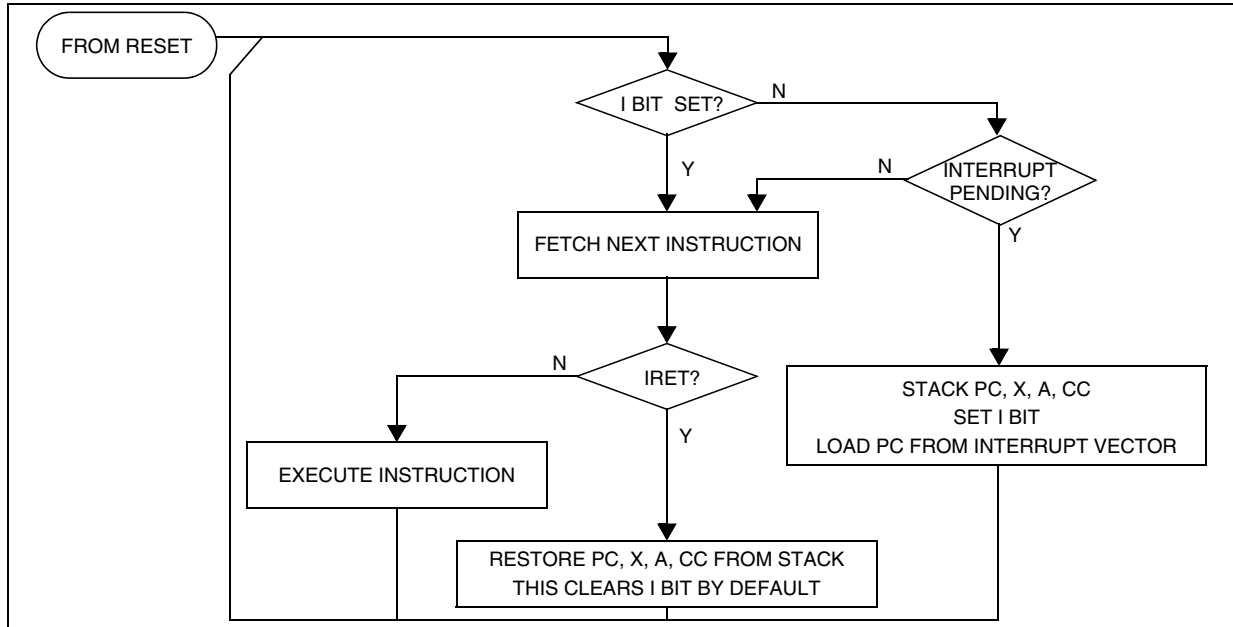 FROM RESET
I BIT SET?
N
Y
N
INTERRUPT
PENDING?
Y
FETCH NEXT INSTRUCTION
N
IRET?
Y
STACK PC, X, A, CC
SET I BIT
LOAD PC FROM INTERRUPT VECTOR
EXECUTE INSTRUCTION
RESTORE PC, X, A, CC FROM STACK
THIS CLEARS I BIT BY DEFAULT